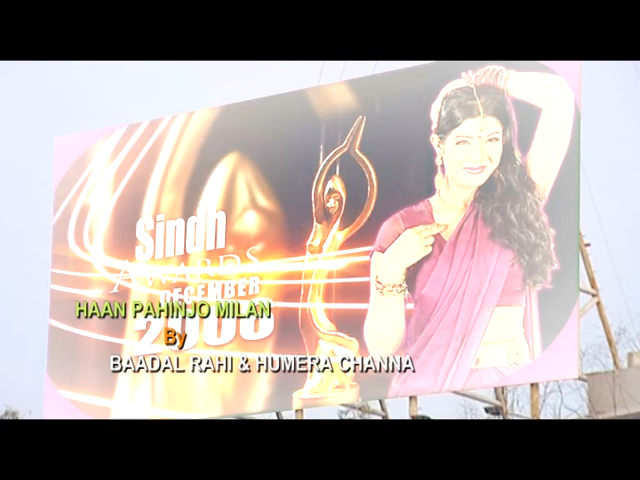 Sindh
AWARDS
DECEMBER
HAAN PAHINJO MILAN
By
BAADAL RAHI & HUMERA CHANNA